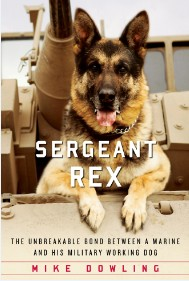 SERGEANT
REX
THE UNBREAKABLE BOND BETWEEN A MARINE
AND HIS MILITARY WORKING DOG
MIKE DOWLING